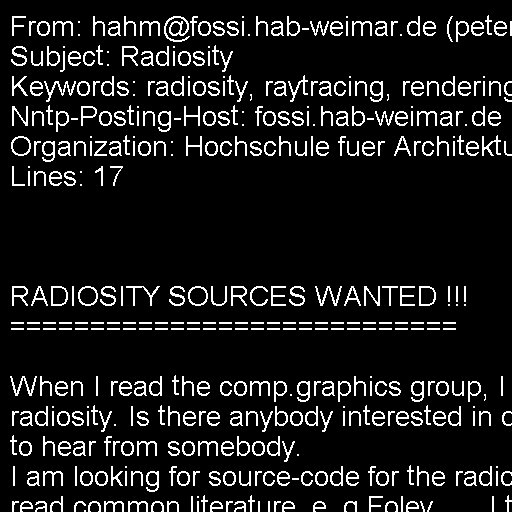 From: hahm@fossi.hab-weimar.de (peter
Subject: Radiosity
Keywords: radiosity, raytracing, rendering
Nntp-Posting-Host: fossi.hab-weimar.de
Organization: Hochschule fuer Architektu
Lines: 17
RADIOSITY SOURCES WANTED !!!
============================
When I read the comp.graphics group, I
radiosity. Is there anybody interested in
to hear from somebody.
I am looking for source-code for the radio
read common literature, e. g.Foley ... . I